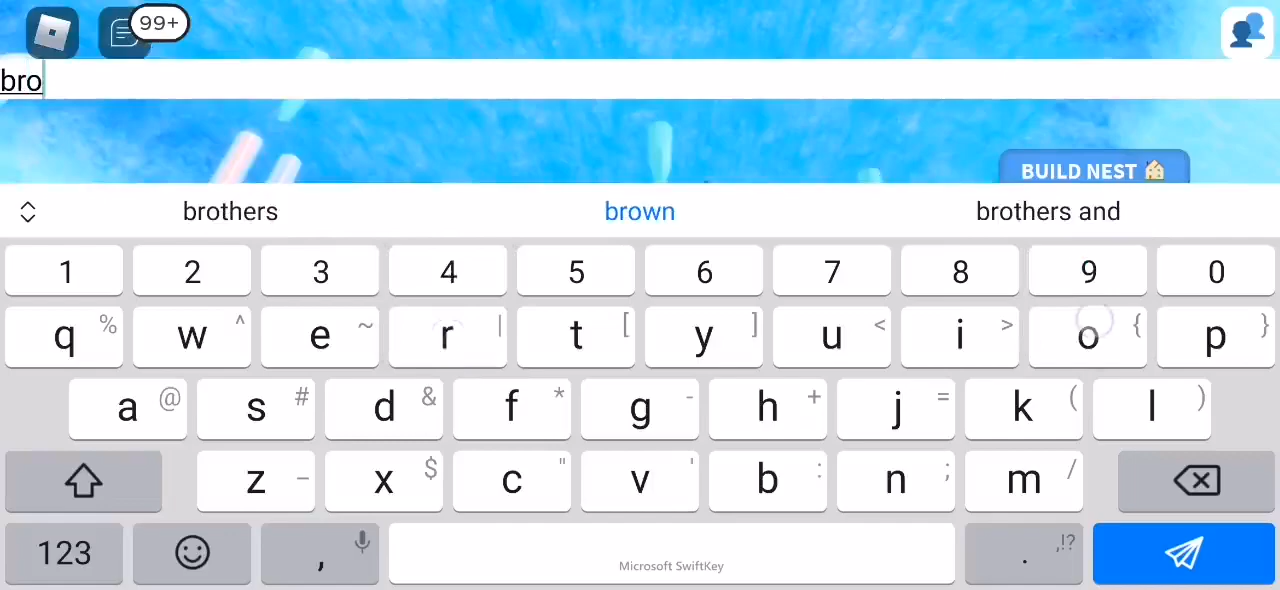 99+
bro
BUILD NEST
brothers brown brothers and
1 2 3 4 5 6 7 8 9 0
q % w ^ e ~ r | t [ y ] u < i > o { p }
a @ s # d & f * g - h + j = k ( l )
z _ x $ c " v ' b : n ; m /
123 , . ,!?
Microsoft SwiftKey